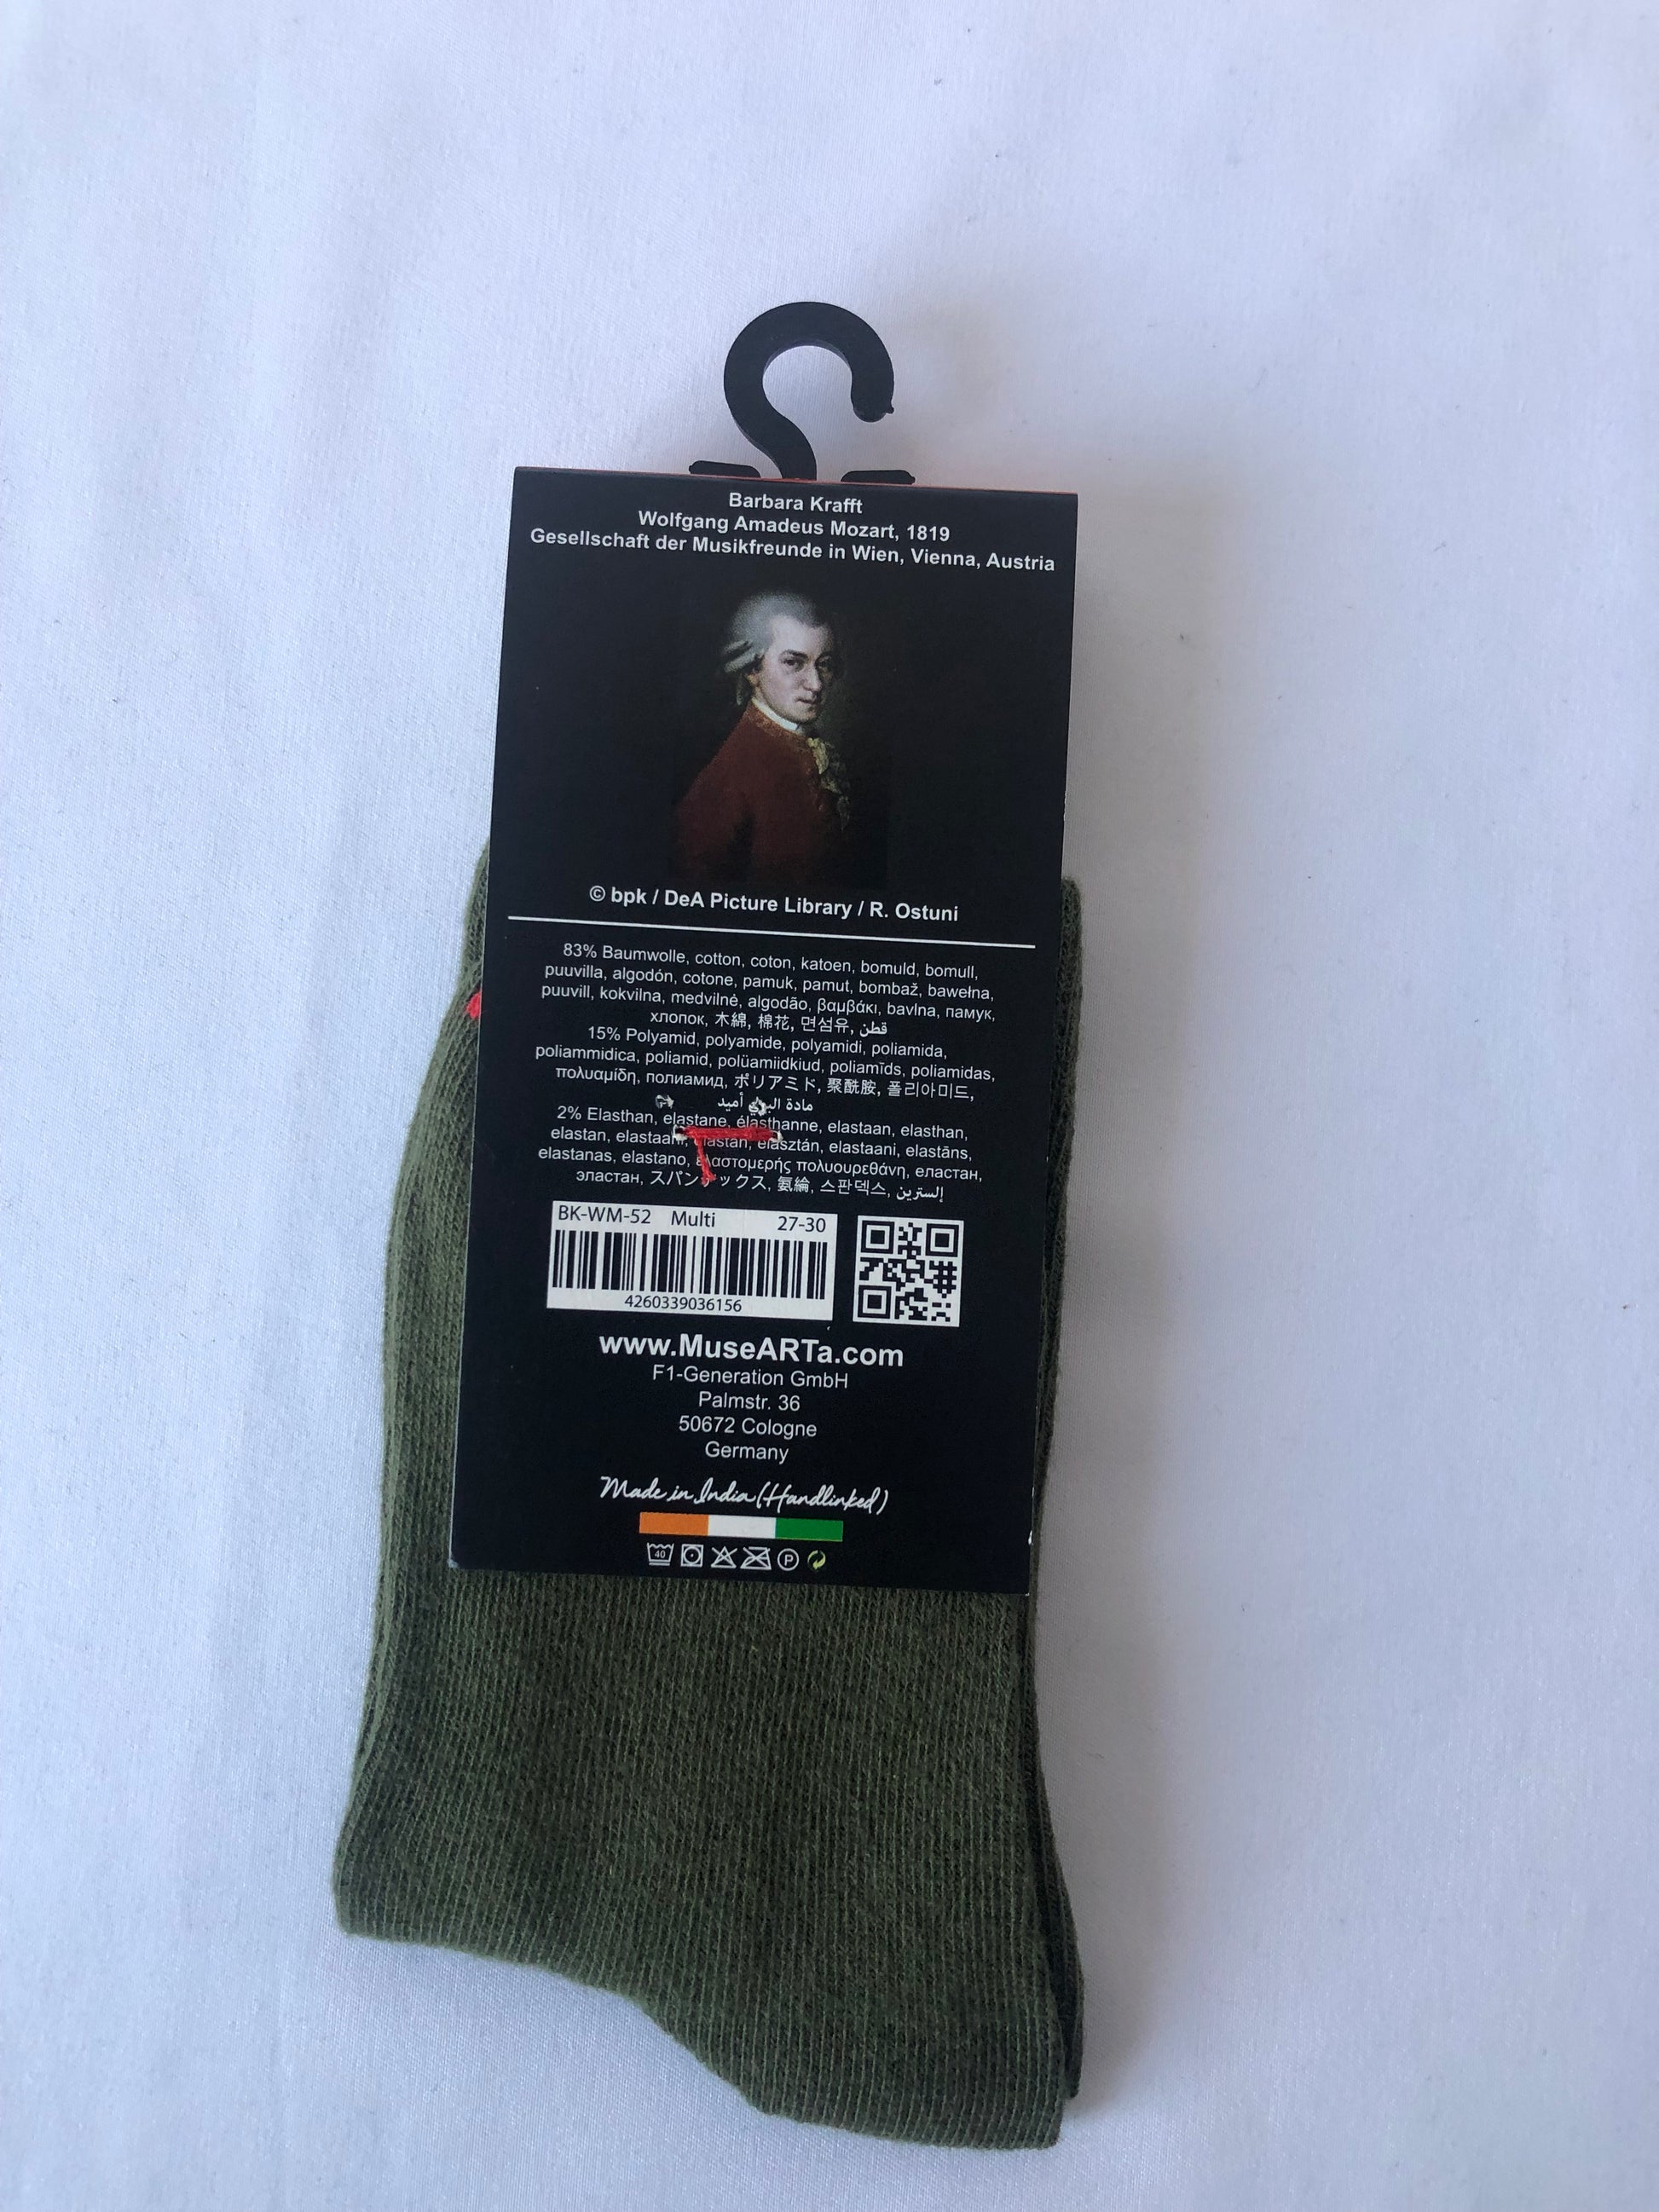 Barbara Krafft
Wolfgang Amadeus Mozart, 1819
Gesellschaft der Musikfreunde in Wien, Vienna, Austria
© bpk / DeA Picture Library / R. Ostuni
83% Baumwolle, cotton, coton, katoen, bomuld, bomull,
puuvilla, algodón, cotone, pamuk, pamut, bombaž, bawełna,
puuvill, kokvilna, medvilnė, algodão, βαμβάκι, bavlna, памук,
хлопок, 木綿, 棉花, 면섬유, قطن
15% Polyamid, polyamide, polyamidi, poliamida,
poliammidica, poliamid, polüamiidkiud, poliamīds, poliamidas,
πολυαμίδη, полиамид, ポリアミド, 聚酰胺, 폴리아미드,
مادة أميد
2% Elasthan, elastane, élasthanne, elastaan, elasthan,
elastan, elasztán, elastaani, elastāns,
elastanas, elastano, πολυουρεθάνη, еластан,
эластан, 氨綸, 스판덱스, إلسترين
BK-WM-52 Multi 27-30
4260339036156
www.MuseARTa.com
F1-Generation GmbH
Palmstr. 36
50672 Cologne
Germany
Made in India (Handlinked)
40
P